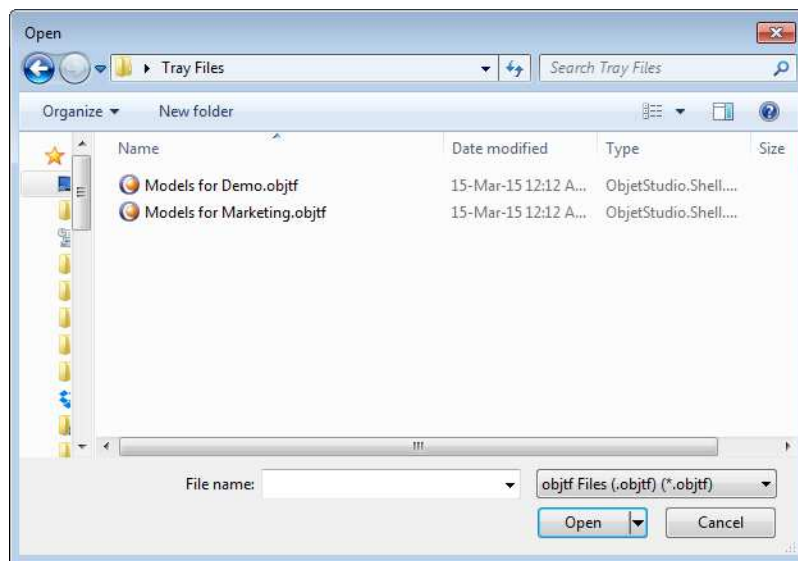 Open
Tray Files
Search Tray Files
Organize
New folder
Name Date modified Type Size
Models for Demo.objtf 15-Mar-15 12:12 A... ObjetStudio.Shell....
Models for Marketing.objtf 15-Mar-15 12:12 A... ObjetStudio.Shell....
File name: objtf Files (.objtf) (*.objtf)
Open Cancel